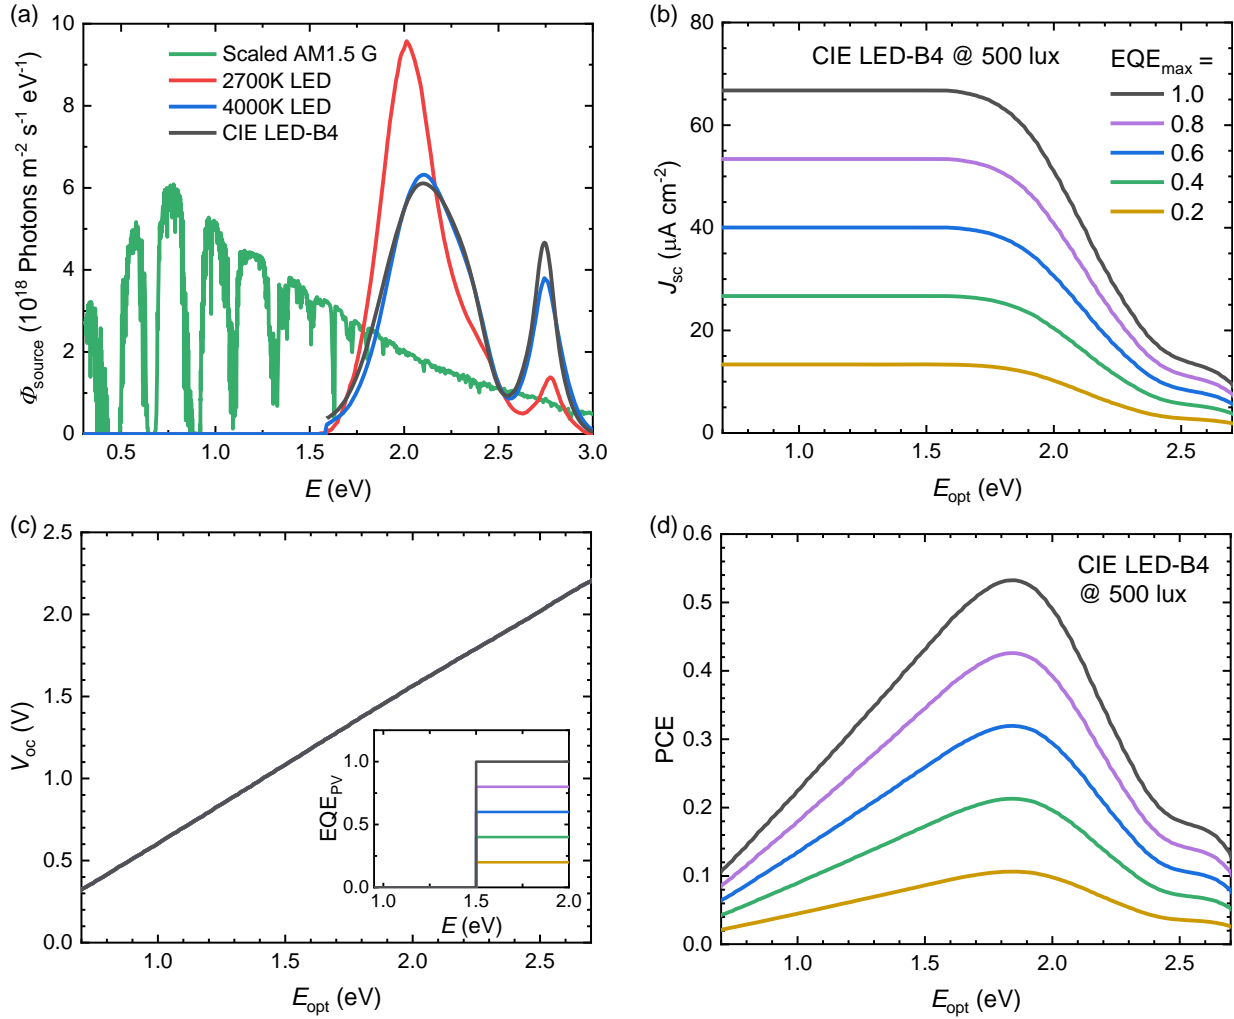 (a)
10
8
6
4
2
0
Φsource (10^18 Photons m^-2 s^-1 eV^-1)
Scaled AM1.5 G
2700K LED
4000K LED
CIE LED-B4
0.5 1.0 1.5 2.0 2.5 3.0
E (eV)
(b)
80
60
40
20
0
Jsc (μA cm^-2)
CIE LED-B4 @ 500 lux
EQEmax =
1.0
0.8
0.6
0.4
0.2
1.0 1.5 2.0 2.5
Eopt (eV)
(c)
2.5
2.0
1.5
1.0
0.5
0.0
Voc (V)
1.0
0.5
0.0
EQEPV
1.0 1.5 2.0
E (eV)
1.0 1.5 2.0 2.5
Eopt (eV)
(d)
0.6
0.5
0.4
0.3
0.2
0.1
0.0
PCE
CIE LED-B4
@ 500 lux
1.0 1.5 2.0 2.5
Eopt (eV)